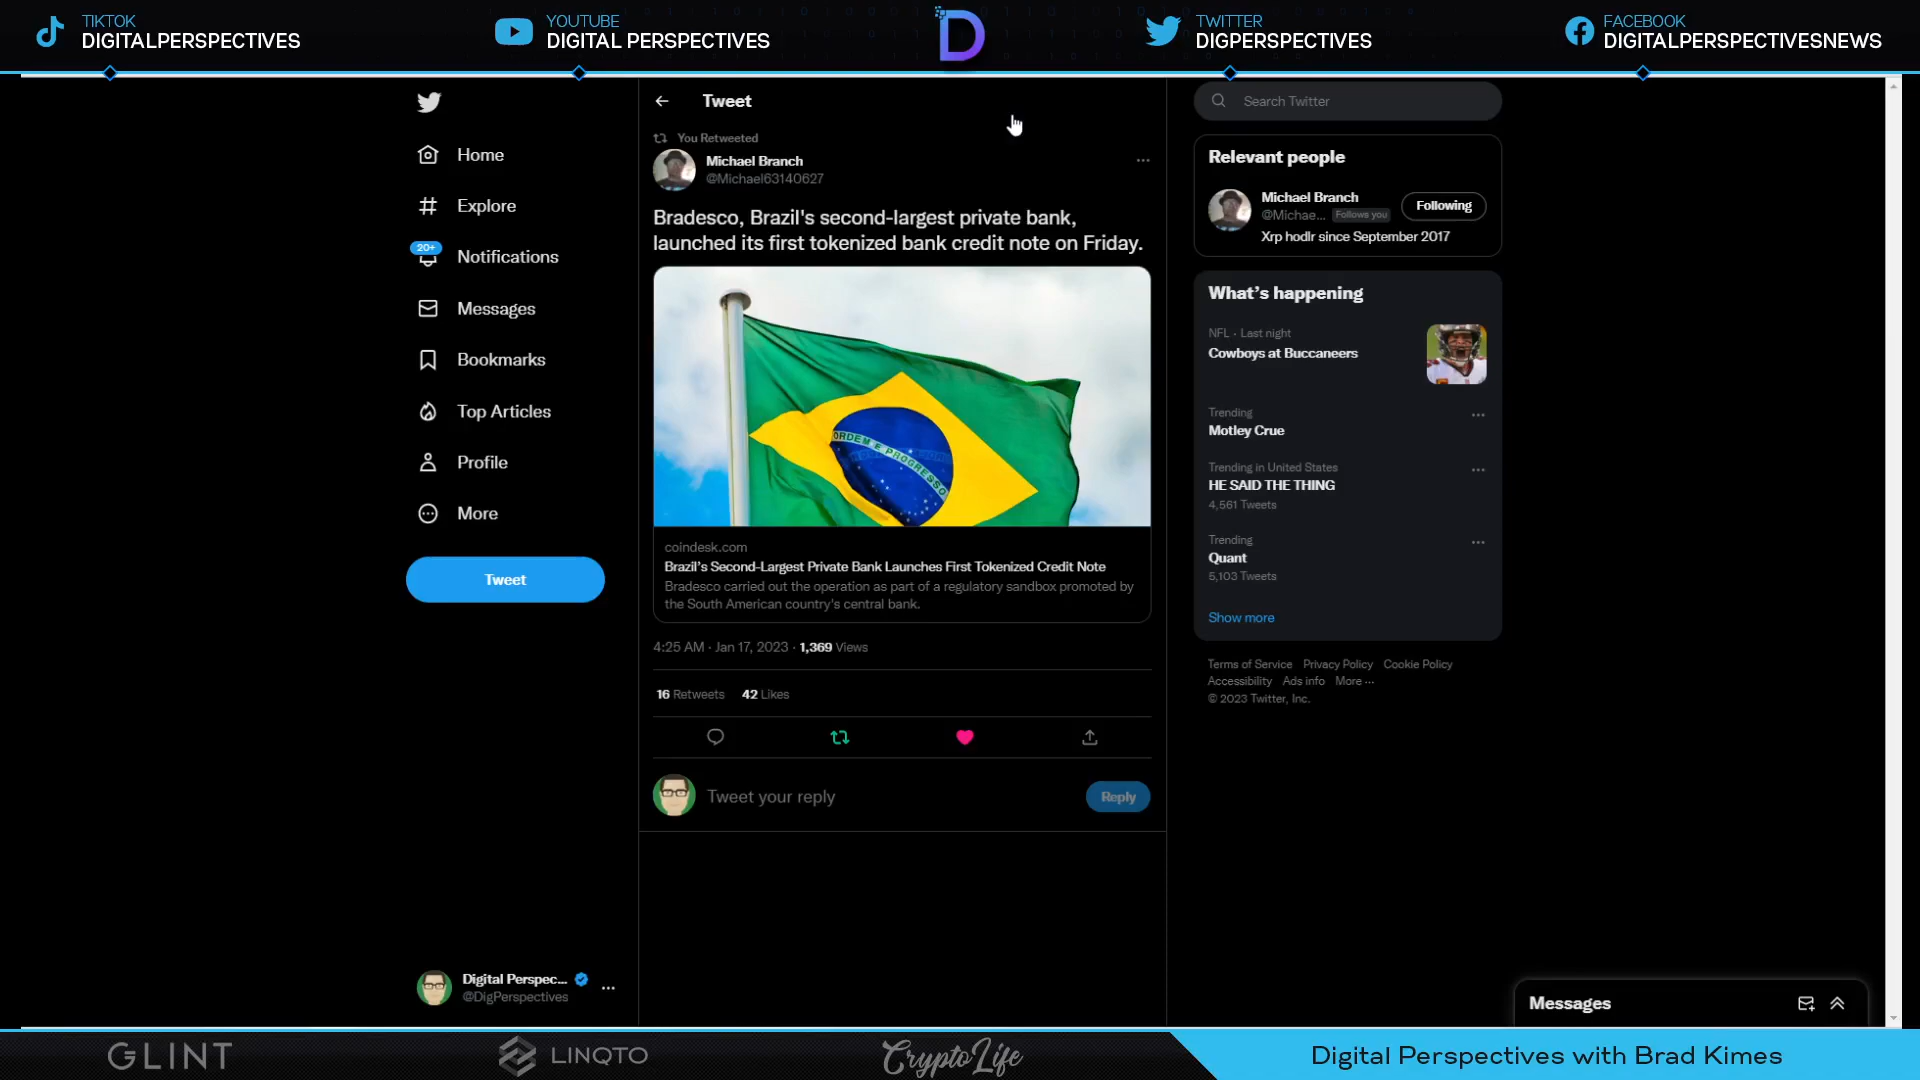 TIKTOK
DIGITALPERSPECTIVES
YOUTUBE
DIGITAL PERSPECTIVES
D
TWITTER
DIGPERSPECTIVES
FACEBOOK
DIGITALPERSPECTIVESNEWS
Home
Explore
20+
Notifications
Messages
Bookmarks
Top Articles
Profile
More
Tweet
Digital Perspec...
@DigPerspectives
Tweet
You Retweeted
Michael Branch
@Michael63140627
Bradesco, Brazil's second-largest private bank,
launched its first tokenized bank credit note on Friday.
ORDEM E PROGRESSO
coindesk.com
Brazil's Second-Largest Private Bank Launches First Tokenized Credit Note
Bradesco carried out the operation as part of a regulatory sandbox promoted by
the South American country's central bank.
4:25 AM · Jan 17, 2023 · 1,369 Views
16 Retweets 42 Likes
Tweet your reply
Reply
Search Twitter
Relevant people
Michael Branch
@Michae... Follows you
Following
Xrp hodlr since September 2017
What's happening
NFL · Last night
Cowboys at Buccaneers
Trending
Motley Crue
Trending in United States
HE SAID THE THING
4,561 Tweets
Trending
Quant
5,103 Tweets
Show more
Terms of Service Privacy Policy Cookie Policy
Accessibility Ads info More ...
© 2023 Twitter, Inc.
Messages
GLINT
LINQTO
CryptoLife
Digital Perspectives with Brad Kimes